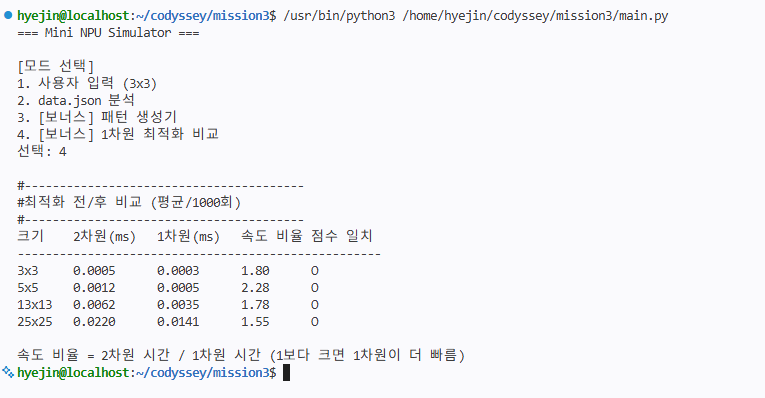 hyejin@localhost:~/codyssey/mission3$ /usr/bin/python3 /home/hyejin/codyssey/mission3/main.py
=== Mini NPU Simulator ===
[모드 선택]
1. 사용자 입력 (3x3)
2. data.json 분석
3. [보너스] 패턴 생성기
4. [보너스] 1차원 최적화 비교
선택: 4
#----------------------------------------
#최적화 전/후 비교 (평균/1000회)
#----------------------------------------
크기 2차원(ms) 1차원(ms) 속도 비율 점수 일치
----------------------------------------------------
3x3 0.0005 0.0003 1.80 O
5x5 0.0012 0.0005 2.28 O
13x13 0.0062 0.0035 1.78 O
25x25 0.0220 0.0141 1.55 O
속도 비율 = 2차원 시간 / 1차원 시간 (1보다 크면 1차원이 더 빠름)
hyejin@localhost:~/codyssey/mission3$